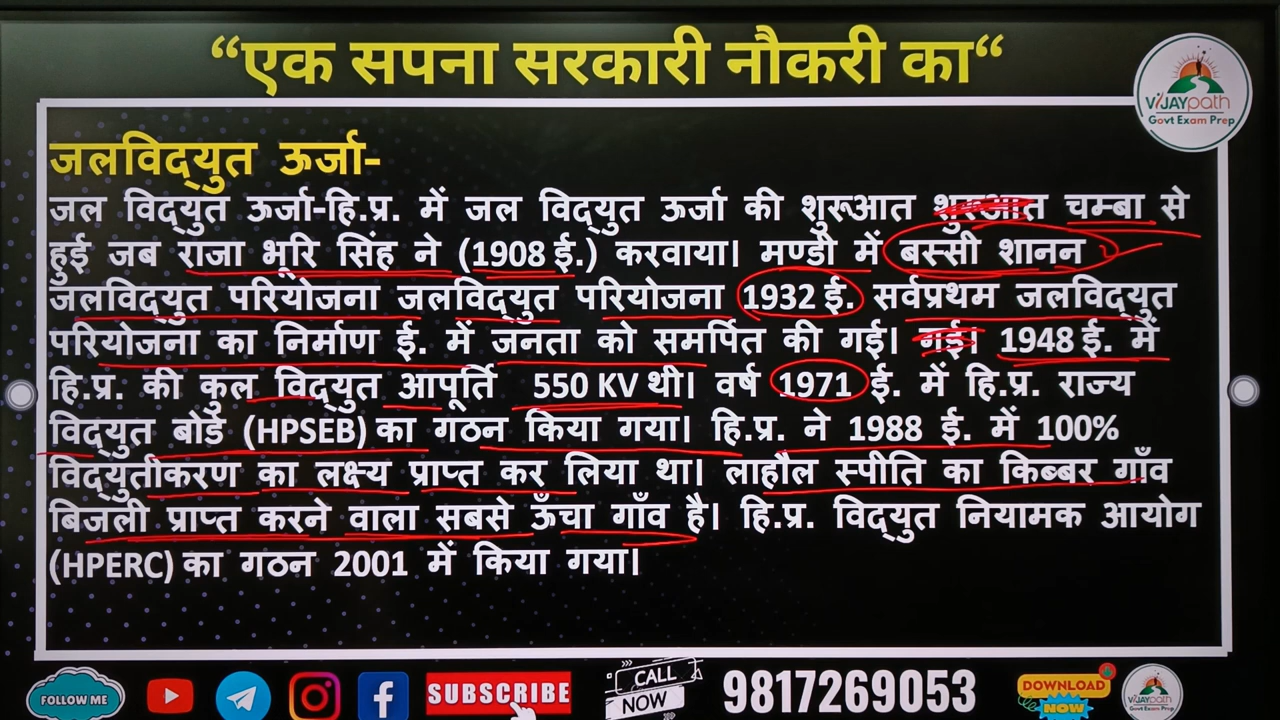 “एक सपना सरकारी नौकरी का“
VIJAYpath
Govt Exam Prep
जलविद्युत ऊर्जा-
जल विद्युत ऊर्जा-हि.प्र. में जल विद्युत ऊर्जा की शुरूआत शुरूआत चम्बा से
हुई जब राजा भूरि सिंह ने (1908 ई.) करवाया। मण्डी में बस्सी शानन
जलविद्युत परियोजना जलविद्युत परियोजना 1932 ई. सर्वप्रथम जलविद्युत
परियोजना का निर्माण ई. में जनता को समर्पित की गई। गई। 1948 ई. में
हि.प्र. की कुल विद्युत आपूर्ति 550 KV थी। वर्ष 1971 ई. में हि.प्र. राज्य
विद्युत बोर्ड (HPSEB) का गठन किया गया। हि.प्र. ने 1988 ई. में 100%
विद्युतीकरण का लक्ष्य प्राप्त कर लिया था। लाहौल स्पीति का किब्बर गाँव
बिजली प्राप्त करने वाला सबसे ऊँचा गाँव है। हि.प्र. विद्युत नियामक आयोग
(HPERC) का गठन 2001 में किया गया।
FOLLOW ME
SUBSCRIBE
CALL
NOW
9817269053
DOWNLOAD
NOW
VIJAYpath